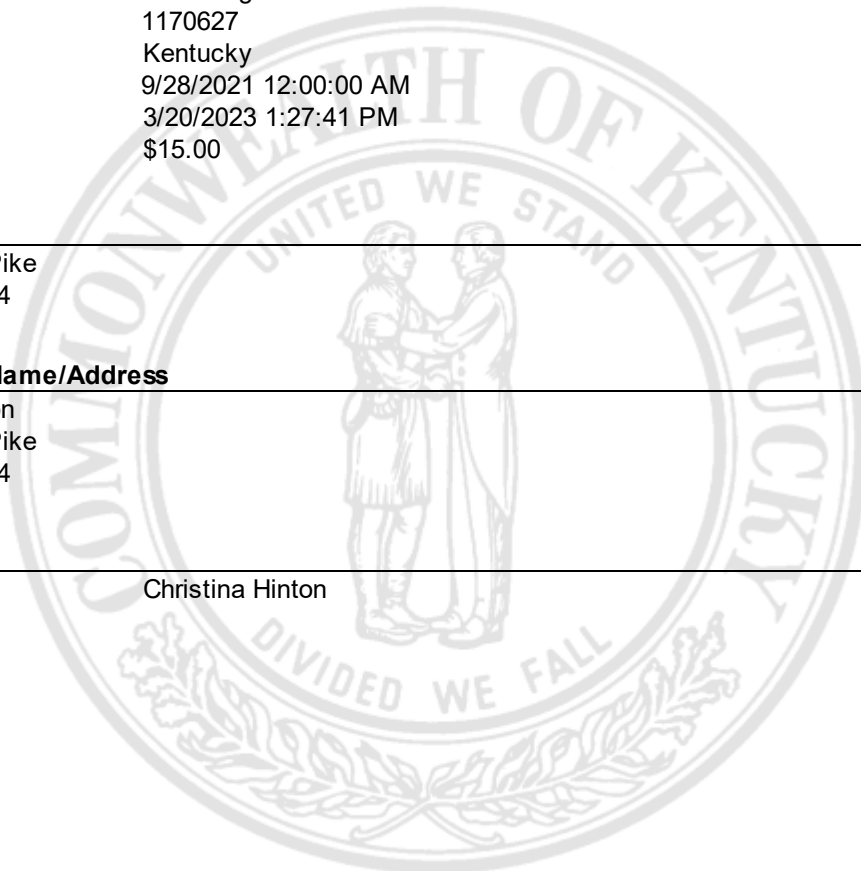 1170627
Kentucky
9/28/2021 12:00:00 AM
3/20/2023 1:27:41 PM
$15.00
COMMONWEALTH OF KENTUCKY
UNITED WE STAND
Pike
4
Name/Address
n
Pike
4
Christina Hinton
DIVIDED WE FALL